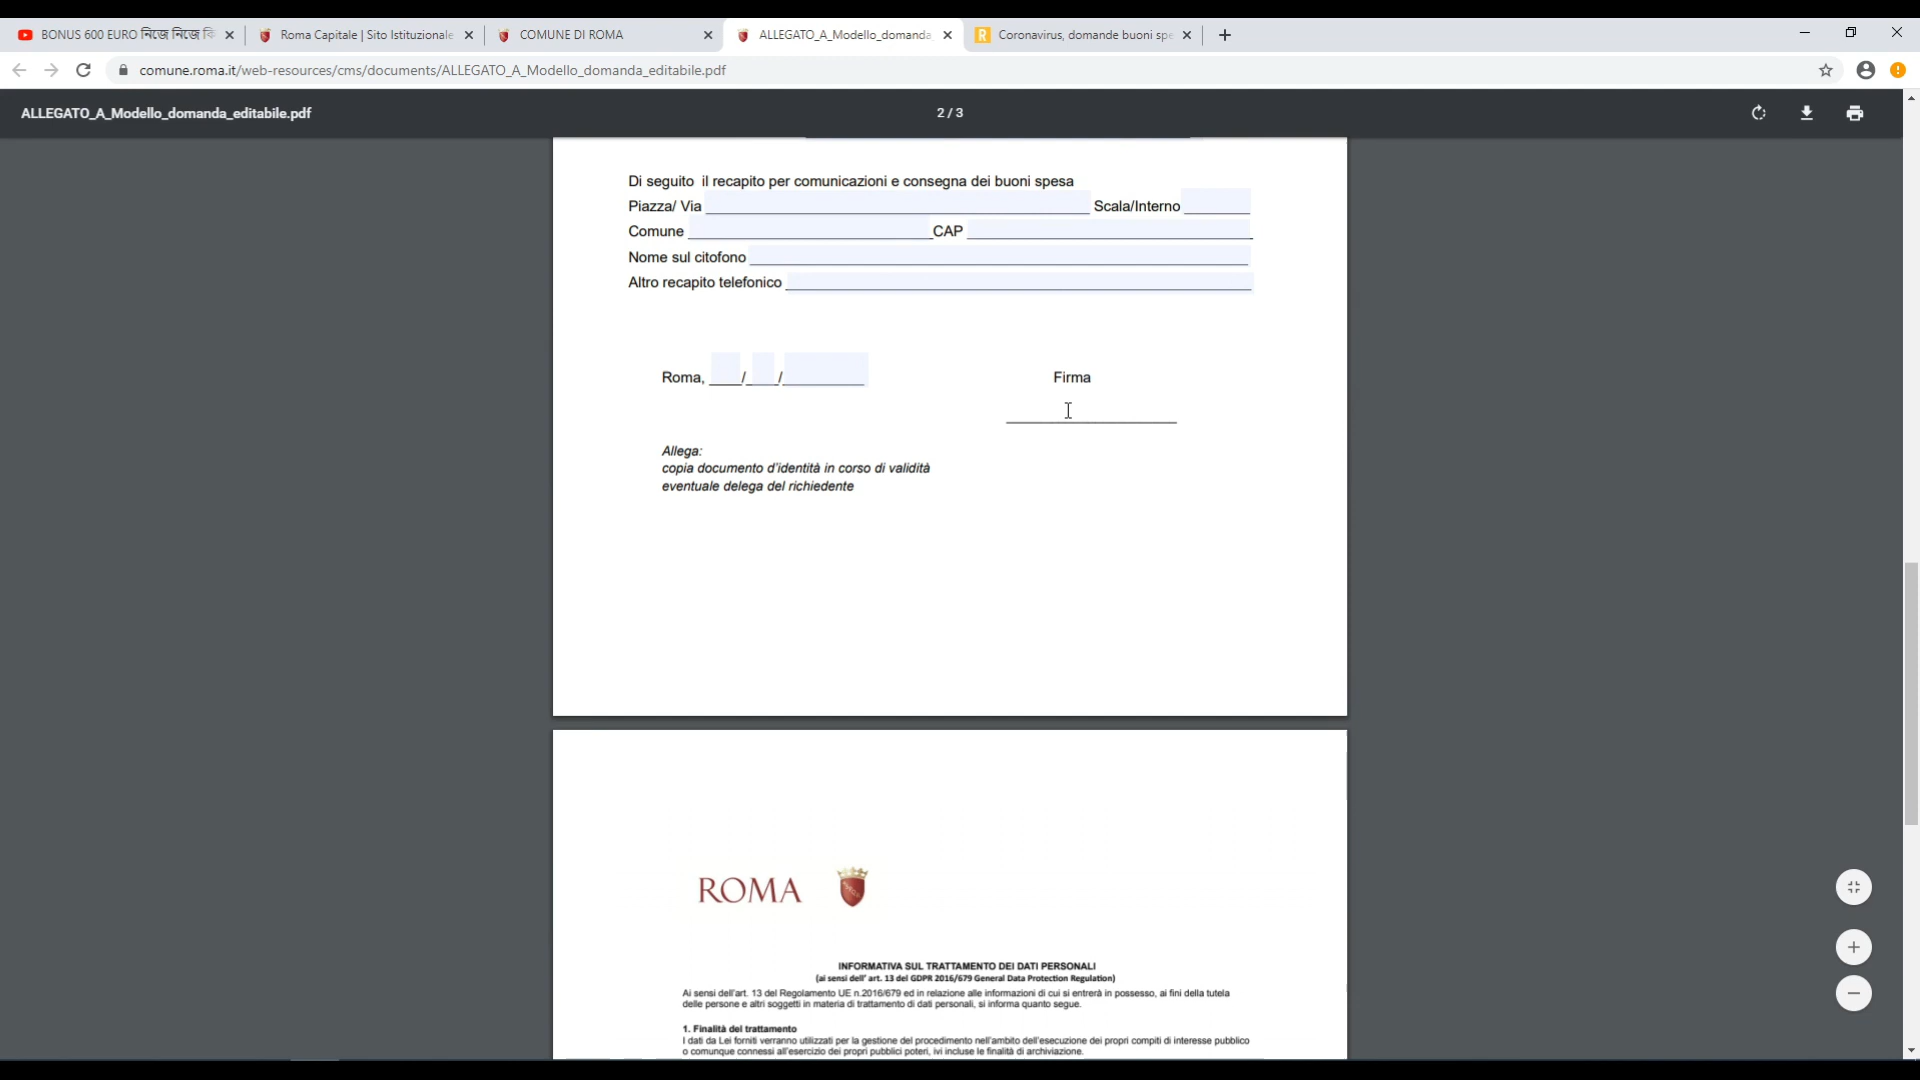 BONUS 600 EURO নিজে নিজে কি
Roma Capitale | Sito Istituzionale
COMUNE DI ROMA
ALLEGATO_A_Modello_domanda_
Coronavirus, domande buoni spe
comune.roma.it/web-resources/cms/documents/ALLEGATO_A_Modello_domanda_editabile.pdf
ALLEGATO_A_Modello_domanda_editabile.pdf
2 / 3
Di seguito il recapito per comunicazioni e consegna dei buoni spesa
Piazza/ Via Scala/Interno
Comune CAP
Nome sul citofono
Altro recapito telefonico
Roma, ____/___/__________ Firma
Allega:
copia documento d'identità in corso di validità
eventuale delega del richiedente
ROMA
INFORMATIVA SUL TRATTAMENTO DEI DATI PERSONALI
(ai sensi dell' art. 13 del GDPR 2016/679 General Data Protection Regulation)
Ai sensi dell'art. 13 del Regolamento UE n.2016/679 ed in relazione alle informazioni di cui si entrerà in possesso, ai fini della tutela
delle persone e altri soggetti in materia di trattamento di dati personali, si informa quanto segue.
1. Finalità del trattamento
I dati da Lei forniti verranno utilizzati per la gestione del procedimento nell'ambito dell'esecuzione dei propri compiti di interesse pubblico
o comunque connessi all'esercizio dei propri pubblici poteri, ivi incluse le finalità di archiviazione.